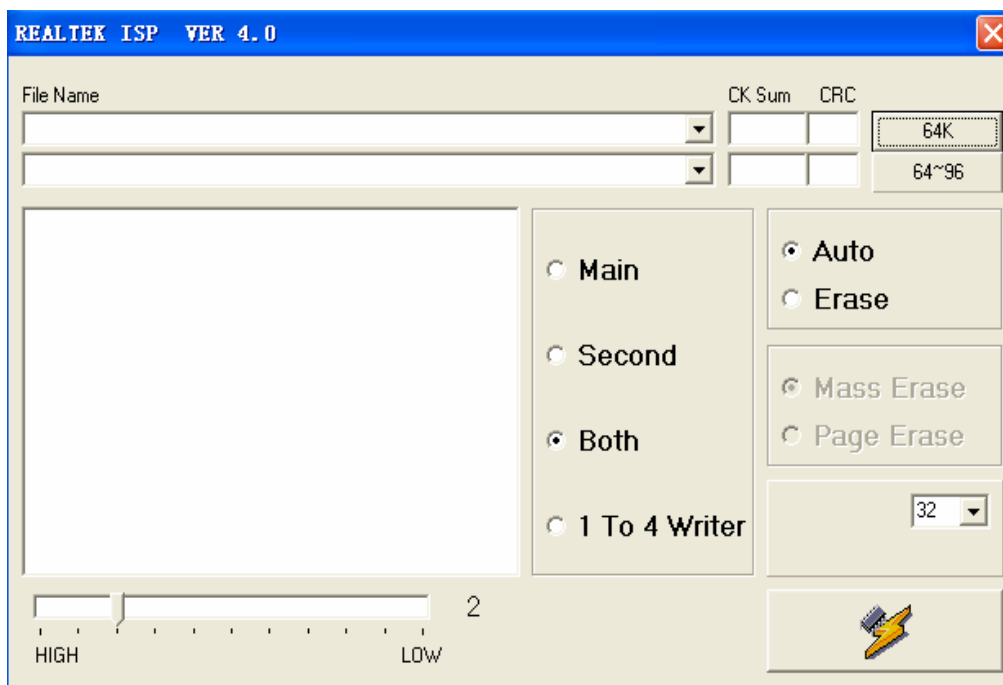 REALTEK ISP VER 4.0
File Name
CK Sum
CRC
64K
64~96
Main
Second
Both
1 To 4 Writer
Auto
Erase
Mass Erase
Page Erase
32
2
HIGH
LOW